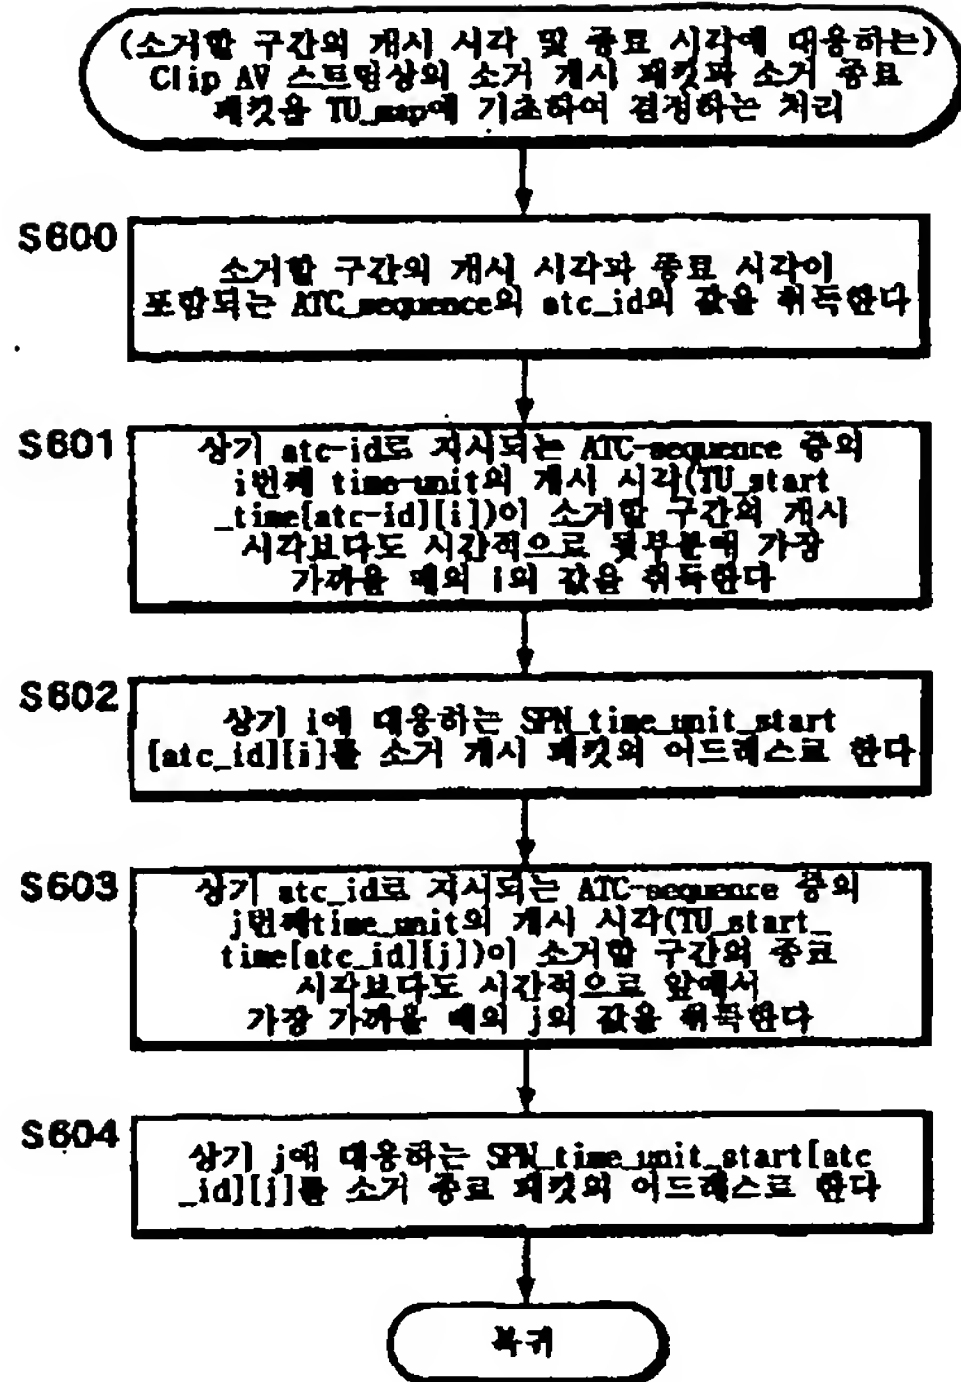 (소거할 구간의 개시 시각 및 종료 시각에 대응하는)
Clip AV 스트림상의 소거 개시 패킷과 소거 종료
패킷을 TU_map에 기초하여 결정하는 처리
S600
소거할 구간의 개시 시각과 종료 시각이
포함되는 ATC_sequence의 atc_id의 값을 취득한다
S601
상기 atc-id로 지시되는 ATC-sequence 중의
i번째 time-unit의 개시 시각(TU_start
_time[atc-id][i])이 소거할 구간의 개시
시각보다도 시간적으로 뒷부분에 가장
가까울 때의 i의 값을 취득한다
S602
상기 i에 대응하는 SPN_time_unit_start
[atc_id][i]를 소거 개시 패킷의 어드레스로 한다
S603
상기 atc_id로 지시되는 ATC-sequence 중의
j번째time_unit의 개시 시각(TU_start_
time[atc_id][j])이 소거할 구간의 종료
시각보다도 시간적으로 앞에서
가장 가까울 때의 j의 값을 취득한다
S604
상기 j에 대응하는 SPN_time_unit_start[atc
_id][j]를 소거 종료 패킷의 어드레스로 한다
복귀